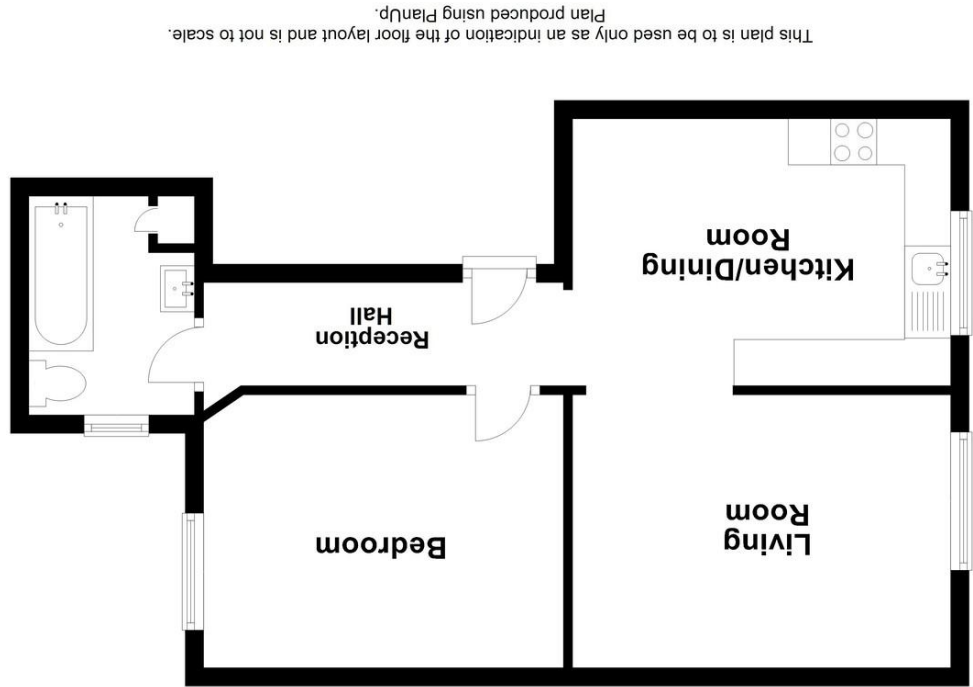 Living
Room
Bedroom
Reception
Hall
Kitchen/Dining
Room
This plan is to be used only as an indication of the floor layout and is not to scale.
Plan produced using PlanUp.